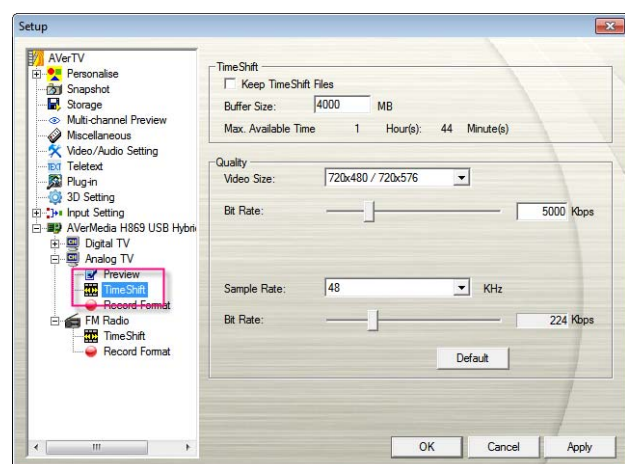 Setup
AVerTV
Personalise
Snapshot
Storage
Multi-channel Preview
Miscellaneous
Video/Audio Setting
TEXT Teletext
Plug-in
3D Setting
Input Setting
AVerMedia H869 USB Hybri
Digital TV
Analog TV
Preview
TimeShift
Record Format
FM Radio
TimeShift
Record Format
TimeShift
Keep TimeShift Files
Buffer Size: 4000 MB
Max. Available Time 1 Hour(s): 44 Minute(s)
Quality
Video Size: 720x480 / 720x576
Bit Rate: 5000 Kbps
Sample Rate: 48 KHz
Bit Rate: 224 Kbps
Default
OK Cancel Apply